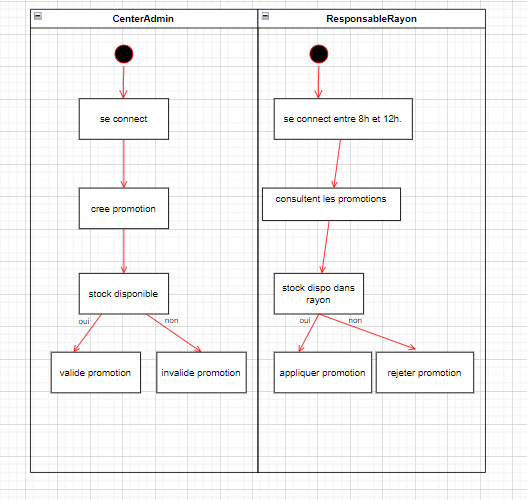 CenterAdmin
se connect
cree promotion
stock disponible
oui
non
valide promotion
invalide promotion
ResponsableRayon
se connect entre 8h et 12h.
consultent les promotions
stock dispo dans
rayon
oui
non
appliquer promotion
rejeter promotion